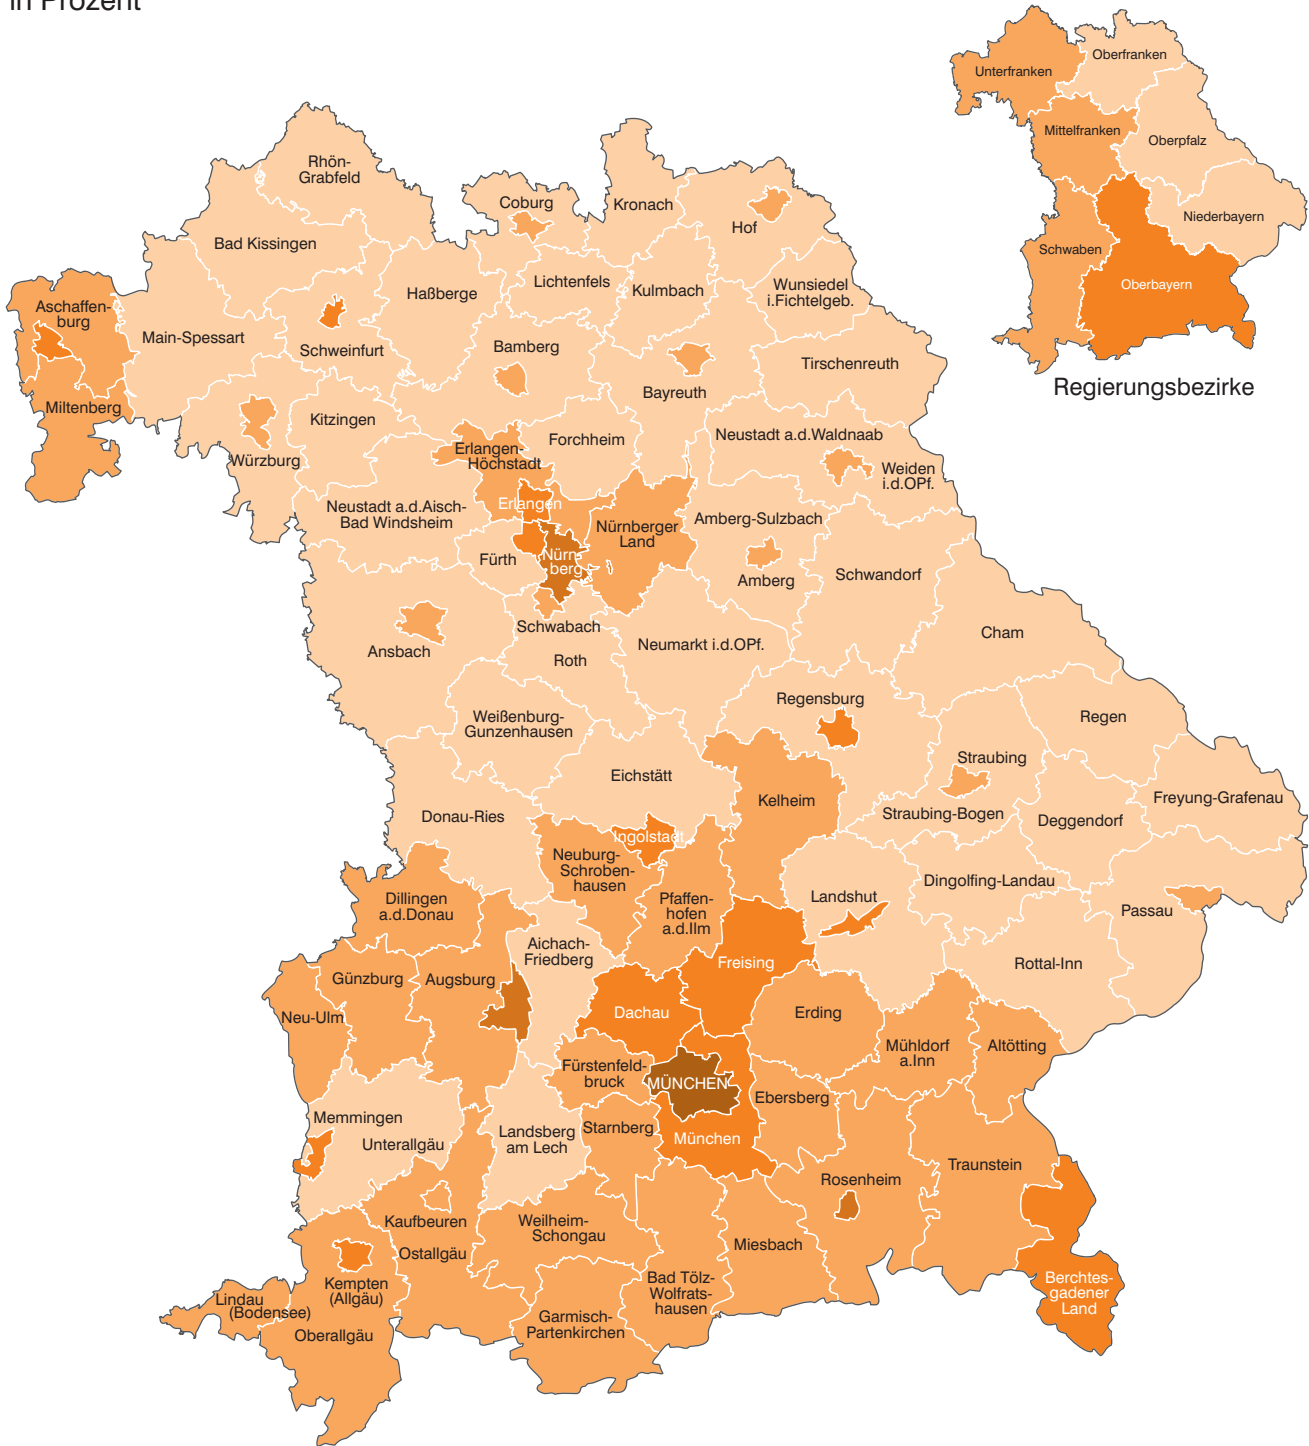 in Prozent
Unterfranken
Oberfranken
Mittelfranken
Oberpfalz
Niederbayern
Schwaben
Oberbayern
Regierungsbezirke
Rhön-
Grabfeld
Coburg
Kronach
Hof
Bad Kissingen
Lichtenfels
Kulmbach
Wunsiedel
i.Fichtelgeb.
Haßberge
Aschaffen-
burg
Main-Spessart
Schweinfurt
Bamberg
Tirschenreuth
Bayreuth
Miltenberg
Kitzingen
Forchheim
Neustadt a.d.Waldnaab
Würzburg
Erlangen-
Höchstadt
Weiden
i.d.OPf.
Erlangen
Neustadt a.d.Aisch-
Bad Windsheim
Nürnberger
Land
Amberg-Sulzbach
Fürth
Nürn-
berg
Amberg
Schwandorf
Schwabach
Ansbach
Roth
Neumarkt i.d.OPf.
Cham
Regensburg
Weißenburg-
Gunzenhausen
Regen
Straubing
Eichstätt
Kelheim
Freyung-Grafenau
Donau-Ries
Straubing-Bogen
Deggendorf
Ingolstadt
Neuburg-
Schroben-
hausen
Dillingen
a.d.Donau
Pfaffen-
hofen
a.d.Ilm
Landshut
Dingolfing-Landau
Passau
Aichach-
Friedberg
Freising
Rottal-Inn
Günzburg
Augsburg
Neu-Ulm
Dachau
Erding
Mühldorf
a.Inn
Altötting
Fürstenfeld-
bruck
MÜNCHEN
Ebersberg
Memmingen
Unterallgäu
Landsberg
am Lech
Starnberg
München
Traunstein
Rosenheim
Kaufbeuren
Weilheim-
Schongau
Miesbach
Ostallgäu
Kempten
(Allgäu)
Bad Tölz-
Wolfrats-
hausen
Berchtes-
gadener
Land
Lindau
(Bodensee)
Oberallgäu
Garmisch-
Partenkirchen